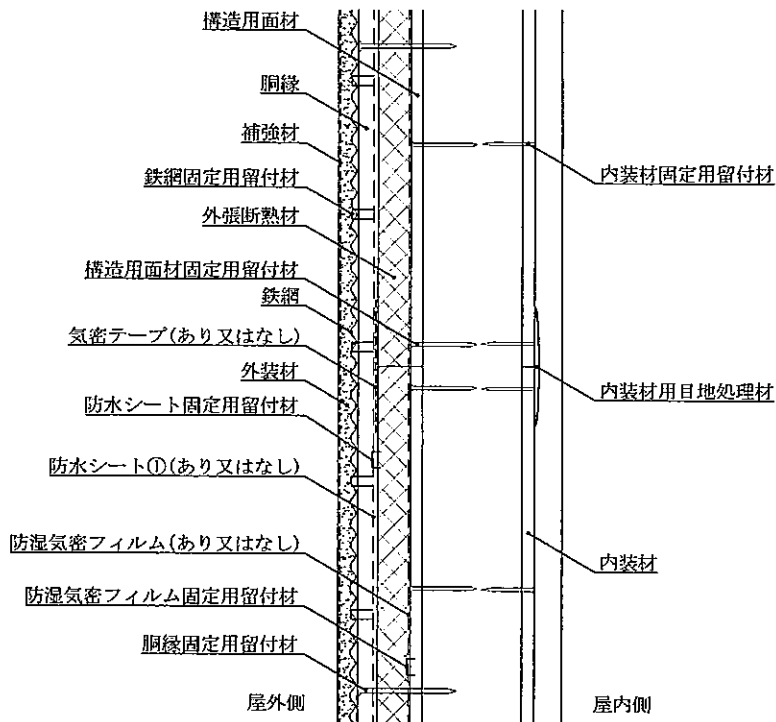 構造用面材
胴縁
補強材
鉄網固定用留付材
外張断熱材
構造用面材固定用留付材
鉄網
気密テープ(あり又はなし)
外装材
防水シート固定用留付材
防水シート①(あり又はなし)
防湿気密フィルム(あり又はなし)
防湿気密フィルム固定用留付材
胴縁固定用留付材
屋外側
内装材固定用留付材
内装材用目地処理材
内装材
屋内側